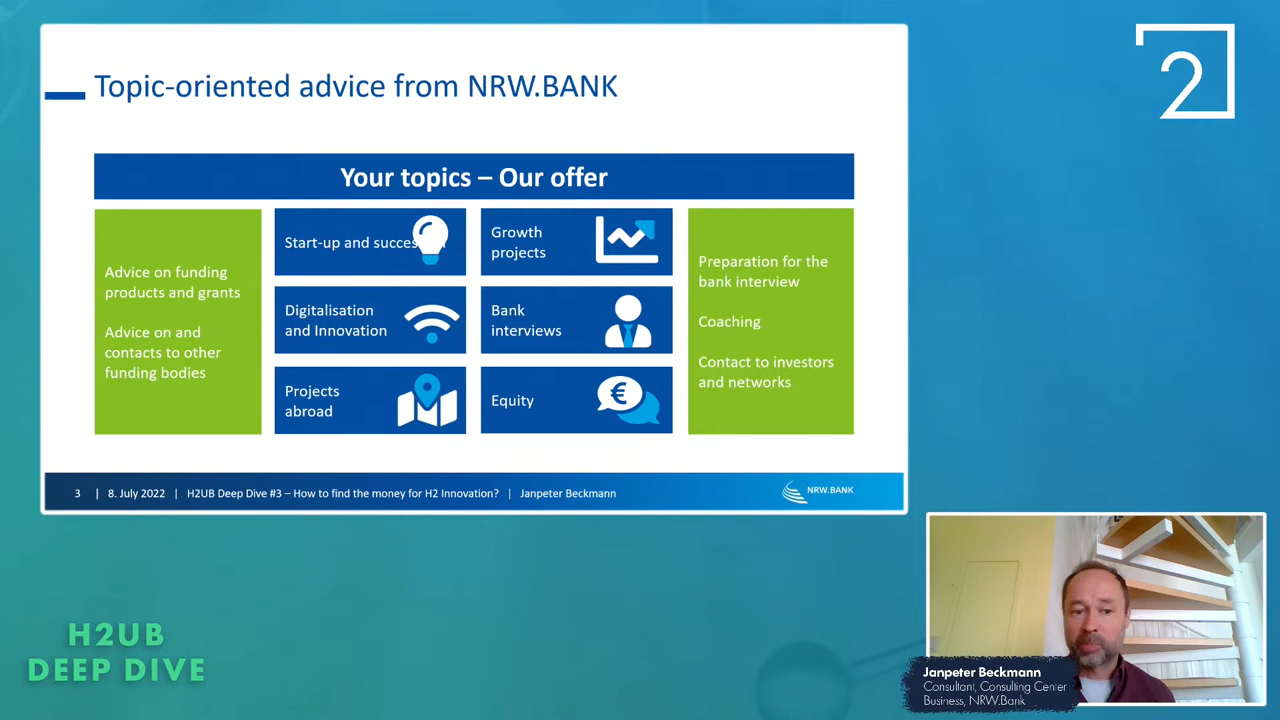 Topic-oriented advice from NRW.BANK
Your topics – Our offer
Advice on funding
products and grants
Advice on and
contacts to other
funding bodies
Start-up and
Digitalisation
and Innovation
Projects
abroad
Growth
projects
Bank
interviews
Equity
€
Preparation for the
bank interview
Coaching
Contact to investors
and networks
3 | 8. July 2022 | H2UB Deep Dive #3 – How to find the money for H2 Innovation? | Janpeter Beckmann
NRW.BANK
2
H2UB
DEEP DIVE
Janpeter Beckmann
Consultant, Consulting Center
Business, NRW.Bank